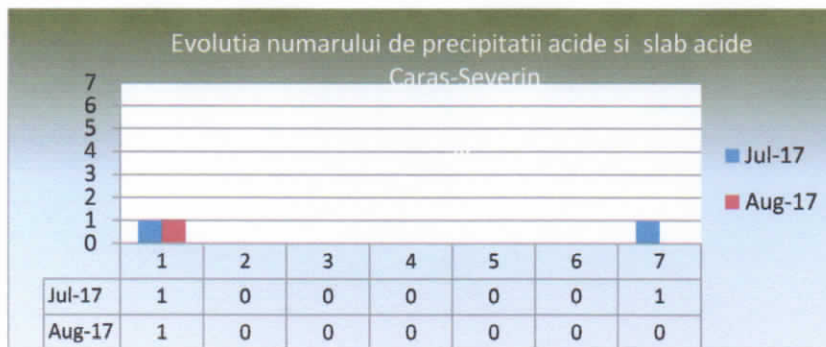 Evolutia numarului de precipitatii acide si slab acide
Caras-Severin
7
6
5
4
3
2
1
0
Jul-17
Aug-17
1 2 3 4 5 6 7
Jul-17 1 0 0 0 0 0 1
Aug-17 1 0 0 0 0 0 0